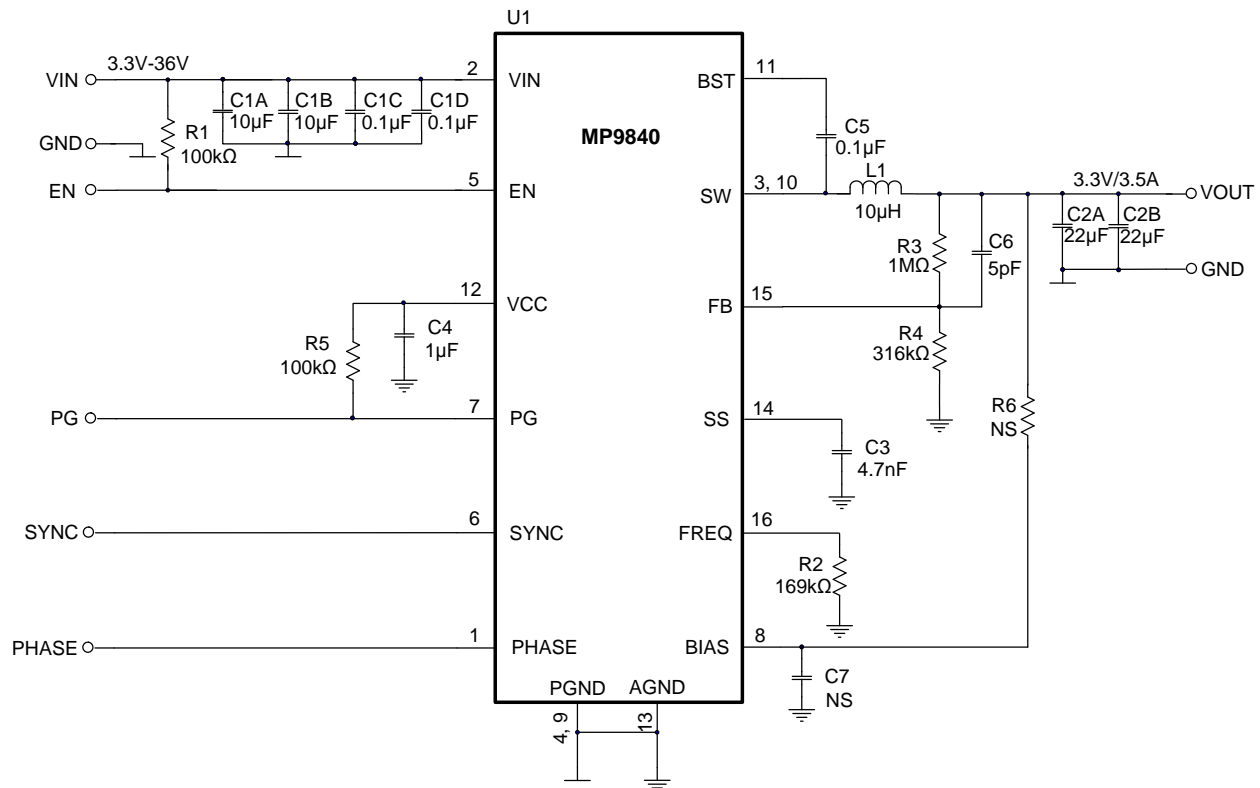 U1
MP9840
VIN
3.3V-36V
2
VIN
GND
R1
100kΩ
C1A
10µF
C1B
10µF
C1C
0.1µF
C1D
0.1µF
EN
5
EN
12
VCC
R5
100kΩ
C4
1µF
PG
7
PG
SYNC
6
SYNC
PHASE
1
PHASE
PGND
4, 9
AGND
13
BST
11
C5
0.1µF
SW
3, 10
L1
10µH
3.3V/3.5A
VOUT
R3
1MΩ
C6
5pF
C2A
22µF
C2B
22µF
GND
FB
15
R4
316kΩ
R6
NS
SS
14
C3
4.7nF
FREQ
16
R2
169kΩ
BIAS
8
C7
NS